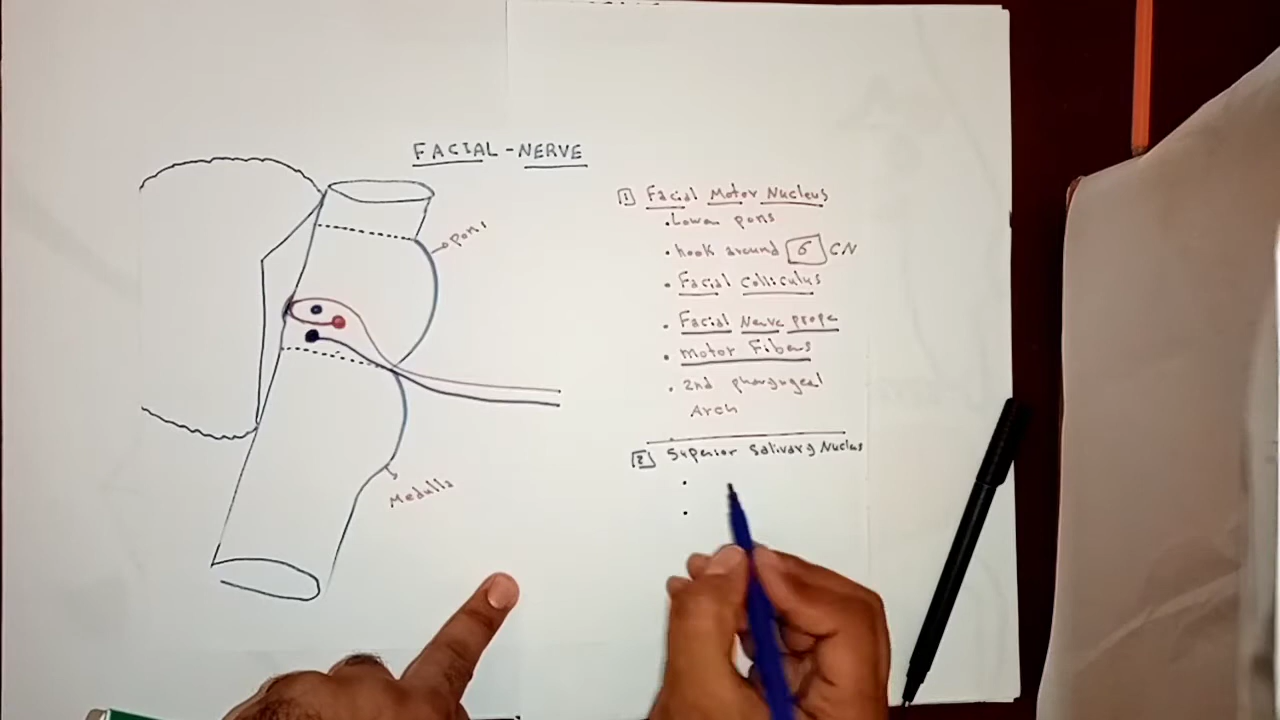 FACIAL - NERVE
1 Facial Motor Nucleus
. Lower pons
. hook around 6 CN
. Facial colliculus
. Facial Nerve prope
. Motor Fibers
. 2nd pharyngeal
Arch
2 Superior Salivary Nucleus
.
.
pons
Medulla